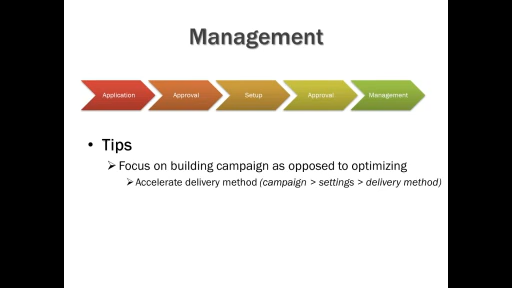 Management
Application Approval Setup Approval Management
• Tips
➢ Focus on building campaign as opposed to optimizing
➢ Accelerate delivery method (campaign > settings > delivery method)